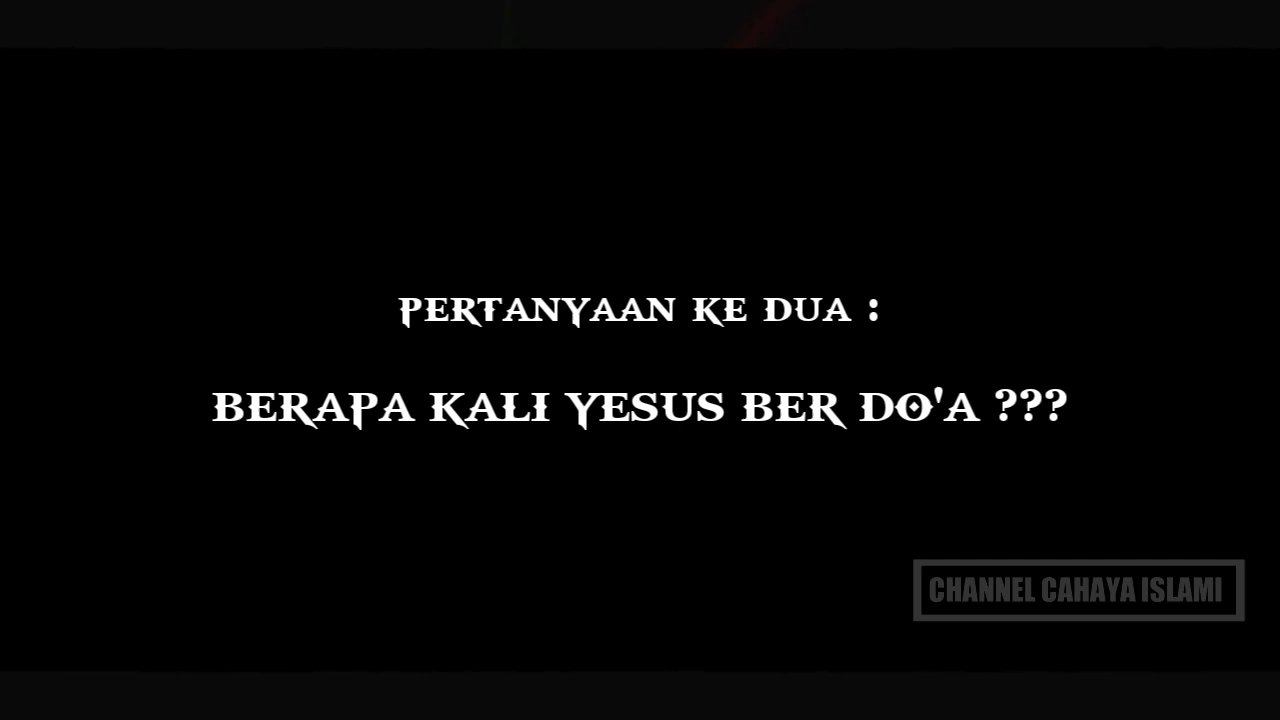 PERTANYAAN KE DUA :
BERAPA KALI YESUS BER DO'A ???
CHANNEL CAHAYA ISLAMI